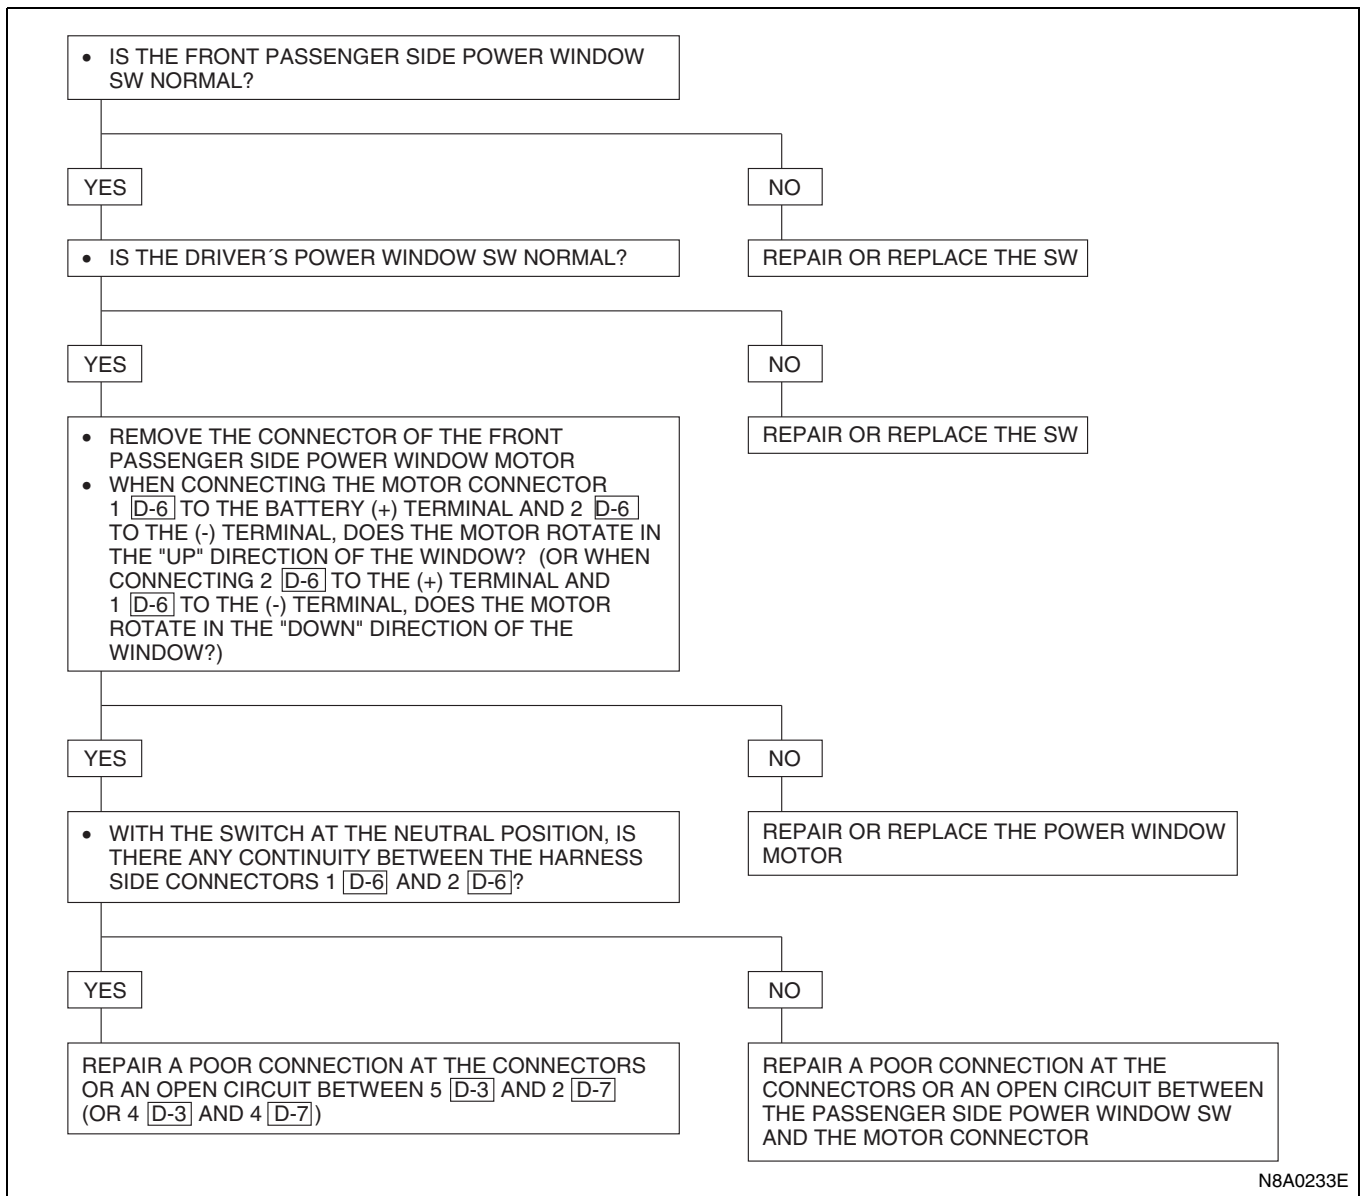 • IS THE FRONT PASSENGER SIDE POWER WINDOW
SW NORMAL?
YES
NO
• IS THE DRIVER´S POWER WINDOW SW NORMAL?
REPAIR OR REPLACE THE SW
YES
NO
• REMOVE THE CONNECTOR OF THE FRONT
PASSENGER SIDE POWER WINDOW MOTOR
• WHEN CONNECTING THE MOTOR CONNECTOR
1 D-6 TO THE BATTERY (+) TERMINAL AND 2 D-6
TO THE (-) TERMINAL, DOES THE MOTOR ROTATE IN
THE "UP" DIRECTION OF THE WINDOW? (OR WHEN
CONNECTING 2 D-6 TO THE (+) TERMINAL AND
1 D-6 TO THE (-) TERMINAL, DOES THE MOTOR
ROTATE IN THE "DOWN" DIRECTION OF THE
WINDOW?)
REPAIR OR REPLACE THE SW
YES
NO
• WITH THE SWITCH AT THE NEUTRAL POSITION, IS
THERE ANY CONTINUITY BETWEEN THE HARNESS
SIDE CONNECTORS 1 D-6 AND 2 D-6?
REPAIR OR REPLACE THE POWER WINDOW
MOTOR
YES
NO
REPAIR A POOR CONNECTION AT THE CONNECTORS
OR AN OPEN CIRCUIT BETWEEN 5 D-3 AND 2 D-7
(OR 4 D-3 AND 4 D-7)
REPAIR A POOR CONNECTION AT THE
CONNECTORS OR AN OPEN CIRCUIT BETWEEN
THE PASSENGER SIDE POWER WINDOW SW
AND THE MOTOR CONNECTOR
N8A0233E